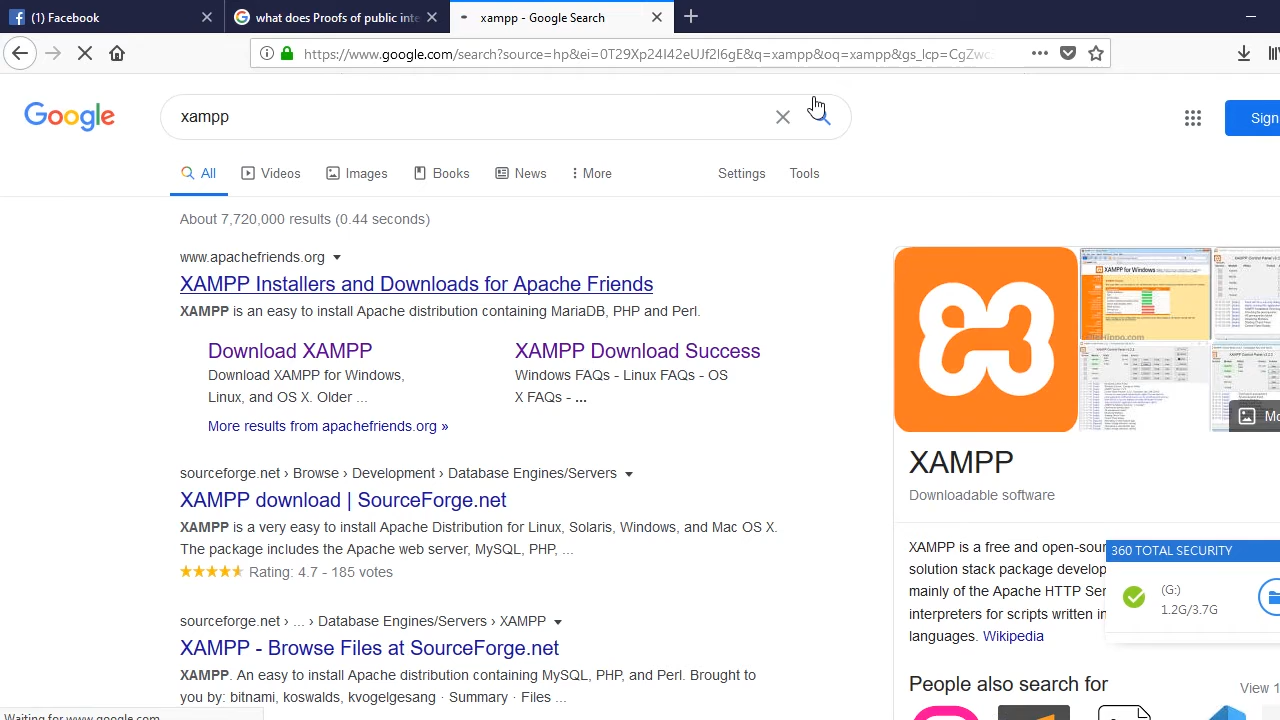 (1) Facebook
what does Proofs of public inte
xampp - Google Search
https://www.google.com/search?source=hp&ei=0T29Xp24I42eUJf2l6gE&q=xampp&oq=xampp&gs_lcp=CgZwc
Google
xampp
Sign
All
Videos
Images
Books
News
More
Settings
Tools
About 7,720,000 results (0.44 seconds)
www.apachefriends.org
XAMPP Installers and Downloads for Apache Friends
XAMPP is an easy to install Apache distribution containing MariaDB, PHP and Perl.
Download XAMPP
XAMPP Download Success
Download XAMPP for Windows,
Windows FAQs - Linux FAQs - OS
Linux, and OS X. Older ...
X FAQs - ...
More results from apachefriends.org »
sourceforge.net › Browse › Development › Database Engines/Servers
XAMPP download | SourceForge.net
XAMPP is a very easy to install Apache Distribution for Linux, Solaris, Windows, and Mac OS X.
The package includes the Apache web server, MySQL, PHP, ...
Rating: 4.7 - 185 votes
sourceforge.net › ... › Database Engines/Servers › XAMPP
XAMPP - Browse Files at SourceForge.net
XAMPP. An easy to install Apache distribution containing MySQL, PHP, and Perl. Brought to
you by: bitnami, koswalds, kvogelgesang · Summary · Files ...
XAMPP for Windows
XAMPP
Downloadable software
XAMPP is a free and open-sour
solution stack package develop
mainly of the Apache HTTP Ser
interpreters for scripts written in
languages. Wikipedia
360 TOTAL SECURITY
(G:)
1.2G/3.7G
People also search for
View 1
Waiting for www.google.com